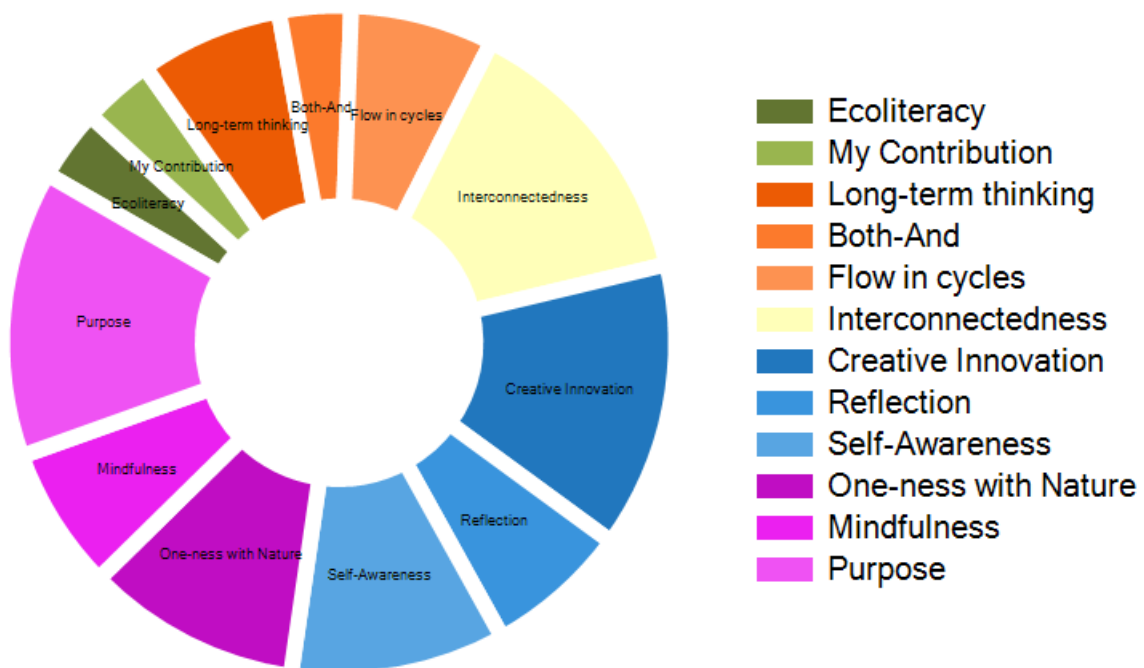 Both-And
Flow in cycles
Long-term thinking
My Contribution
Interconnectedness
Ecoliteracy
Purpose
Creative Innovation
Mindfulness
Reflection
One-ness with Nature
Self-Awareness
Ecoliteracy
My Contribution
Long-term thinking
Both-And
Flow in cycles
Interconnectedness
Creative Innovation
Reflection
Self-Awareness
One-ness with Nature
Mindfulness
Purpose